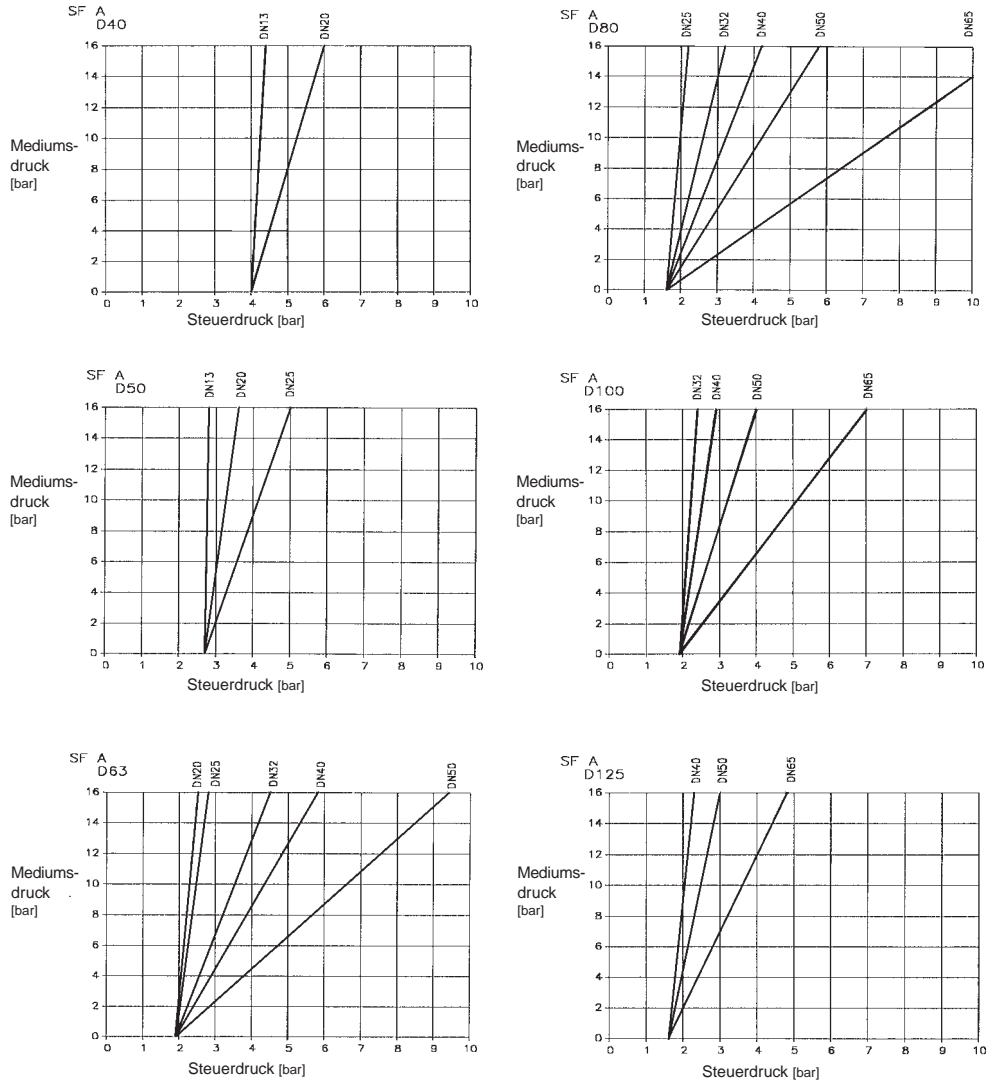 SF A
D40
DN13
DN20
16
14
12
10
8
6
4
2
0
Mediums-
druck
[bar]
0 1 2 3 4 5 6 7 8 9 10
Steuerdruck [bar]
SF A
D80
DN25
DN32
DN40
DN50
DN65
16
14
12
10
8
6
4
2
0
Mediums-
druck
[bar]
0 1 2 3 4 5 6 7 8 9 10
Steuerdruck [bar]
SF A
D50
DN13
DN20
DN25
16
14
12
10
8
6
4
2
0
Mediums-
druck
[bar]
0 1 2 3 4 5 6 7 8 9 10
Steuerdruck [bar]
SF A
D100
DN32
DN40
DN50
DN65
16
14
12
10
8
6
4
2
0
Mediums-
druck
[bar]
0 1 2 3 4 5 6 7 8 9 10
Steuerdruck [bar]
SF A
D63
DN20
DN25
DN32
DN40
DN50
16
14
12
10
8
6
4
2
0
Mediums-
druck
[bar]
0 1 2 3 4 5 6 7 8 9 10
Steuerdruck [bar]
SF A
D125
DN40
DN50
DN65
16
14
12
10
8
6
4
2
0
Mediums-
druck
[bar]
0 1 2 3 4 5 6 7 8 9 10
Steuerdruck [bar]